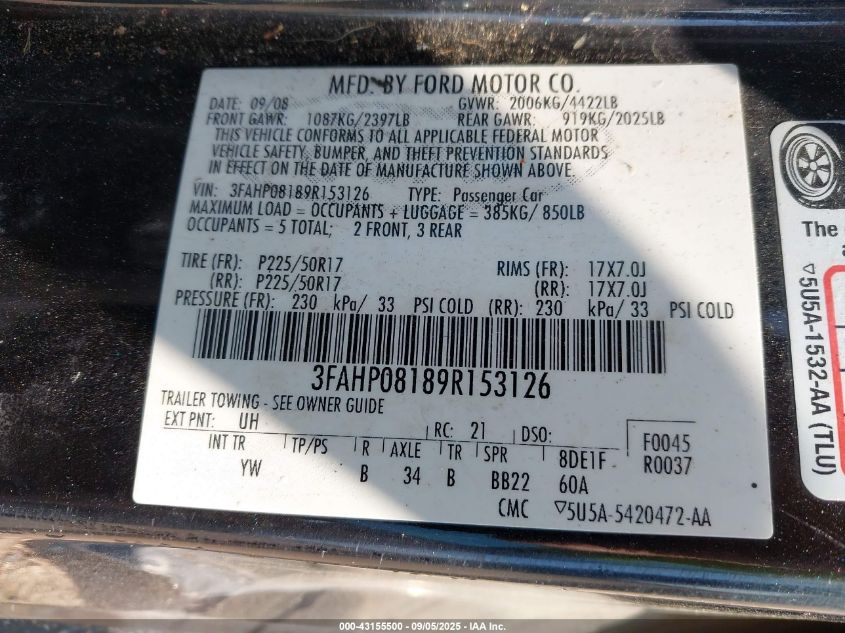 MFD. BY FORD MOTOR CO.
DATE: 09/08 GVWR: 2006KG/4422LB
FRONT GAWR: 1087KG/2397LB REAR GAWR: 919KG/2025LB
THIS VEHICLE CONFORMS TO ALL APPLICABLE FEDERAL MOTOR
VEHICLE SAFETY, BUMPER, AND THEFT PREVENTION STANDARDS
IN EFFECT ON THE DATE OF MANUFACTURE SHOWN ABOVE.
VIN: 3FAHP08189R153126 TYPE: Passenger Car
MAXIMUM LOAD = OCCUPANTS + LUGGAGE = 385KG/ 850LB
OCCUPANTS = 5 TOTAL; 2 FRONT, 3 REAR
TIRE (FR): P225/50R17 RIMS (FR): 17X7.0J
(RR): P225/50R17 (RR): 17X7.0J
PRESSURE (FR): 230 kPa/ 33 PSI COLD (RR): 230 kPa/ 33 PSI COLD
3FAHP08189R153126
TRAILER TOWING - SEE OWNER GUIDE
EXT PNT: UH RC: 21 DSO: F0045
INT TR TP/PS R AXLE TR SPR 8DE1F R0037
YW B 34 B BB22 60A
CMC ▽5U5A-5420472-AA
The
a
▽5U5A-1532-AA (TLU)
000-43155500 - 09/05/2025 - IAA Inc.